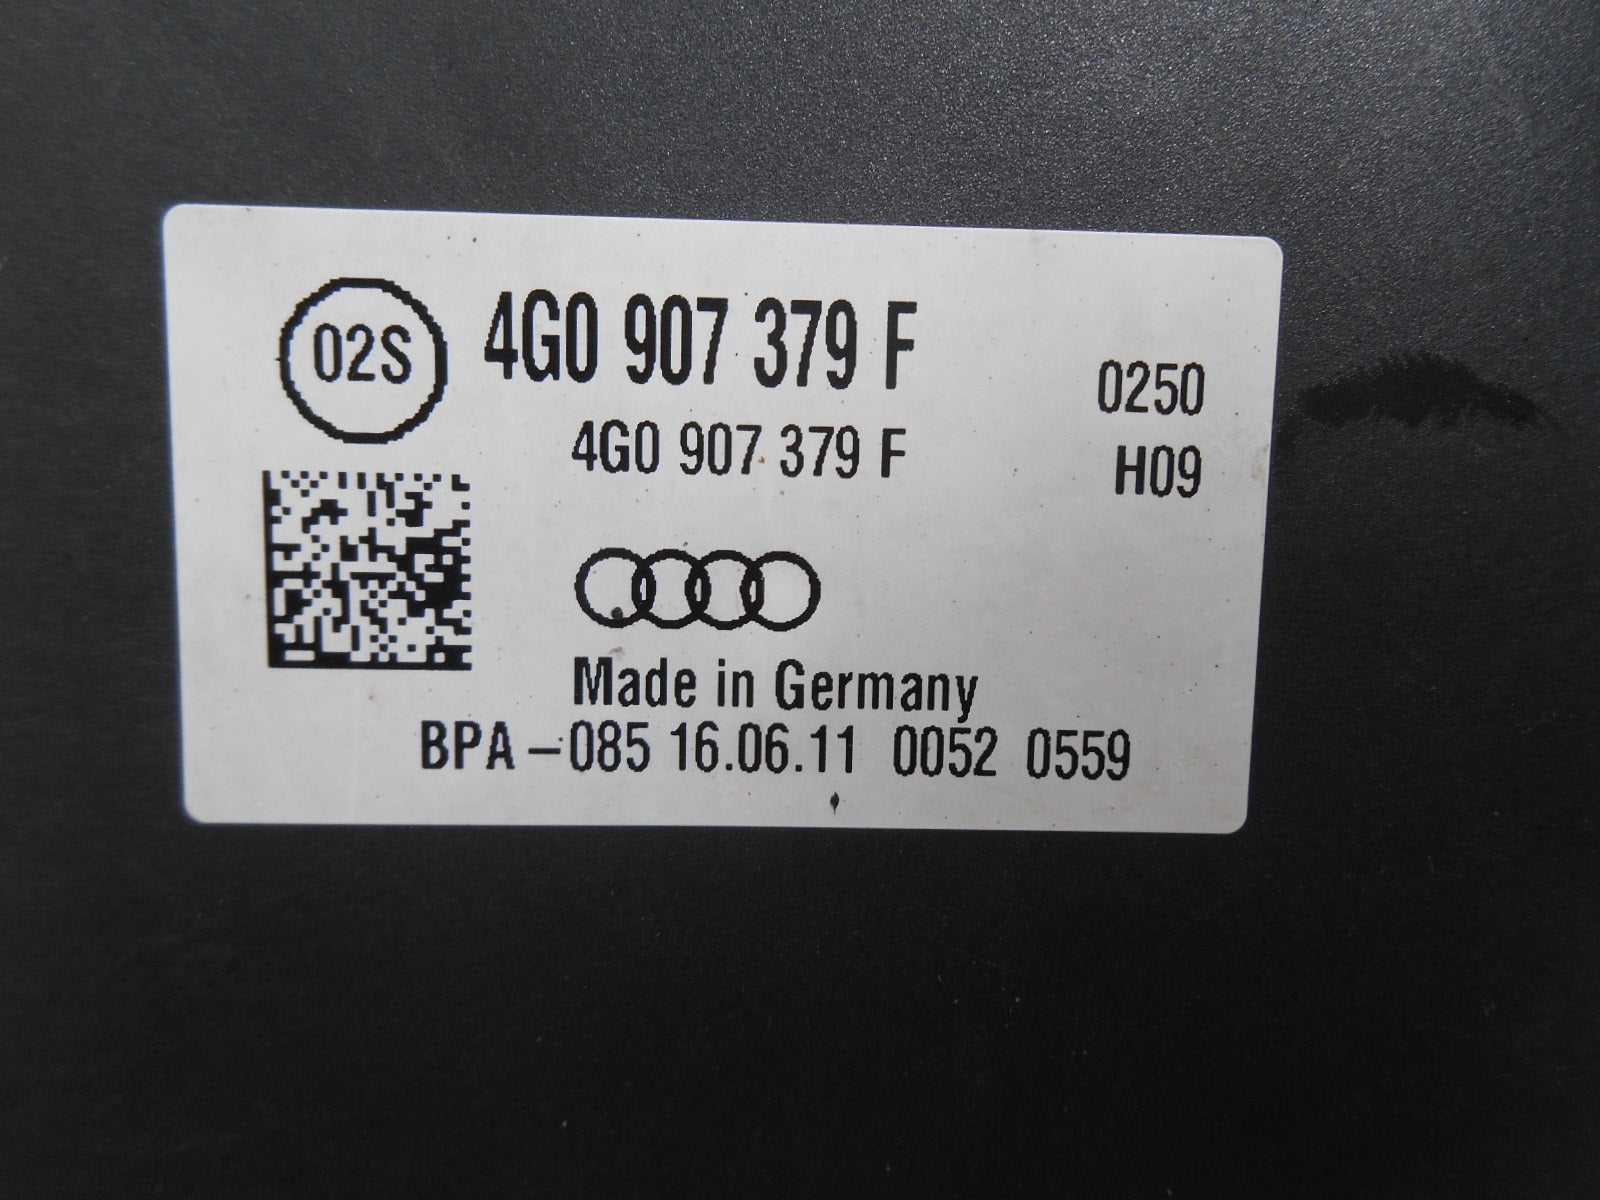 02S 4G0 907 379 F
0250
4G0 907 379 F
H09
Made in Germany
BPA –085 16.06.11 0052 0559